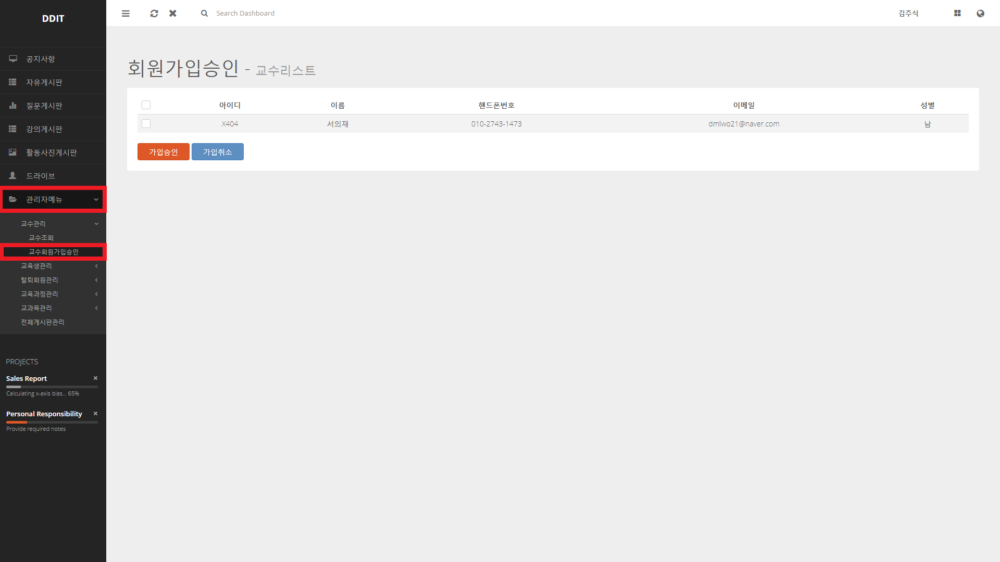 DDIT
Search Dashboard
김주식
공지사항
자유게시판
질문게시판
강의게시판
활동사진게시판
드라이브
관리자메뉴
교수관리
교수조회
교수회원가입승인
교육생관리
탈퇴회원관리
교육과정관리
교과목관리
전체게시판관리
PROJECTS
Sales Report
Calculating x-axis bias... 65%
Personal Responsibility
Provide required notes
회원가입승인 - 교수리스트
아이디 이름 핸드폰번호 이메일 성별
X404 서의재 010-2743-1473 dmlwo21@naver.com 남
가입승인 가입취소